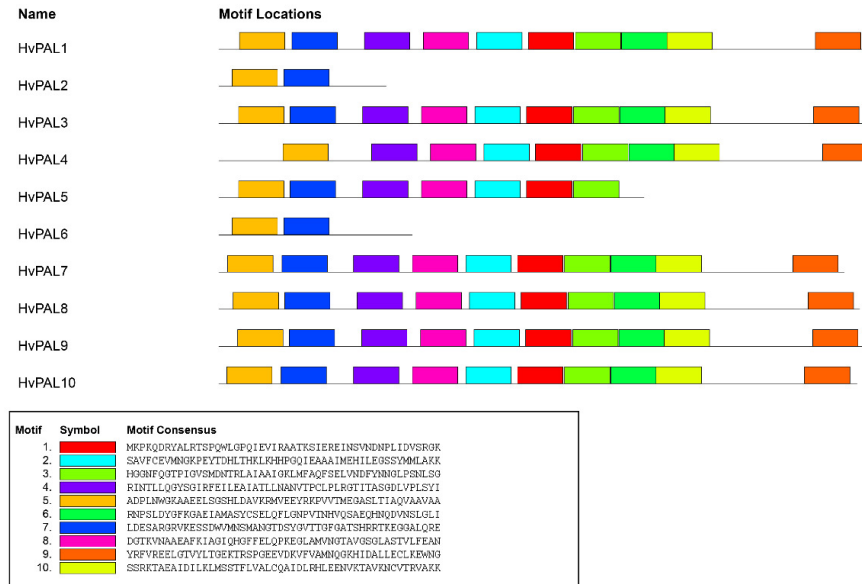 Name Motif Locations
HvPAL1
HvPAL2
HvPAL3
HvPAL4
HvPAL5
HvPAL6
HvPAL7
HvPAL8
HvPAL9
HvPAL10
Motif Symbol Motif Consensus
1. MKPKQDRYALRTSPQWLGPQIEVIRAATKSIEREINSVNDNPLIDVSRGK
2. SAVFCEVMNGKPEYTDHLTHKLKHHPGQIEAAAIMEHILEGSSYMMLAKK
3. HGGNFQGTPIGVSMDNTRLAIAAIGKLMFAQFSELVNDFYNNGLPSNLSG
4. RINTLLQGYSGIRFEILEAIATLLNANVTPCLPLRGTITASGDLVPLSYI
5. ADPLNWGKAAEELSGSHLDAVKRMVEEYRKPVVTMEGASLTIAQVAAVAA
6. RNPSLDYGFKGAEIAMASYCSELQFLGNPVTNHVQSAEQHNQDVNSLGLI
7. LDESARGRVKESSDWVMNSMANGTDSYGVTTGFGATSHRRTKEGGALQRE
8. DGTKVNAAEAFKIAGIQHGFFELQPKEGLAMVNGTAVGSGLASTVLFEAN
9. YRFVREELGTVYLTGEKTRSPGEEVDKVFVAMNQGKHIDALLECLKEWNG
10. SSRKTAEAIDILKLMSSTFLVALCQAIDLRHLEENVKTAVKNCVTRVAKK